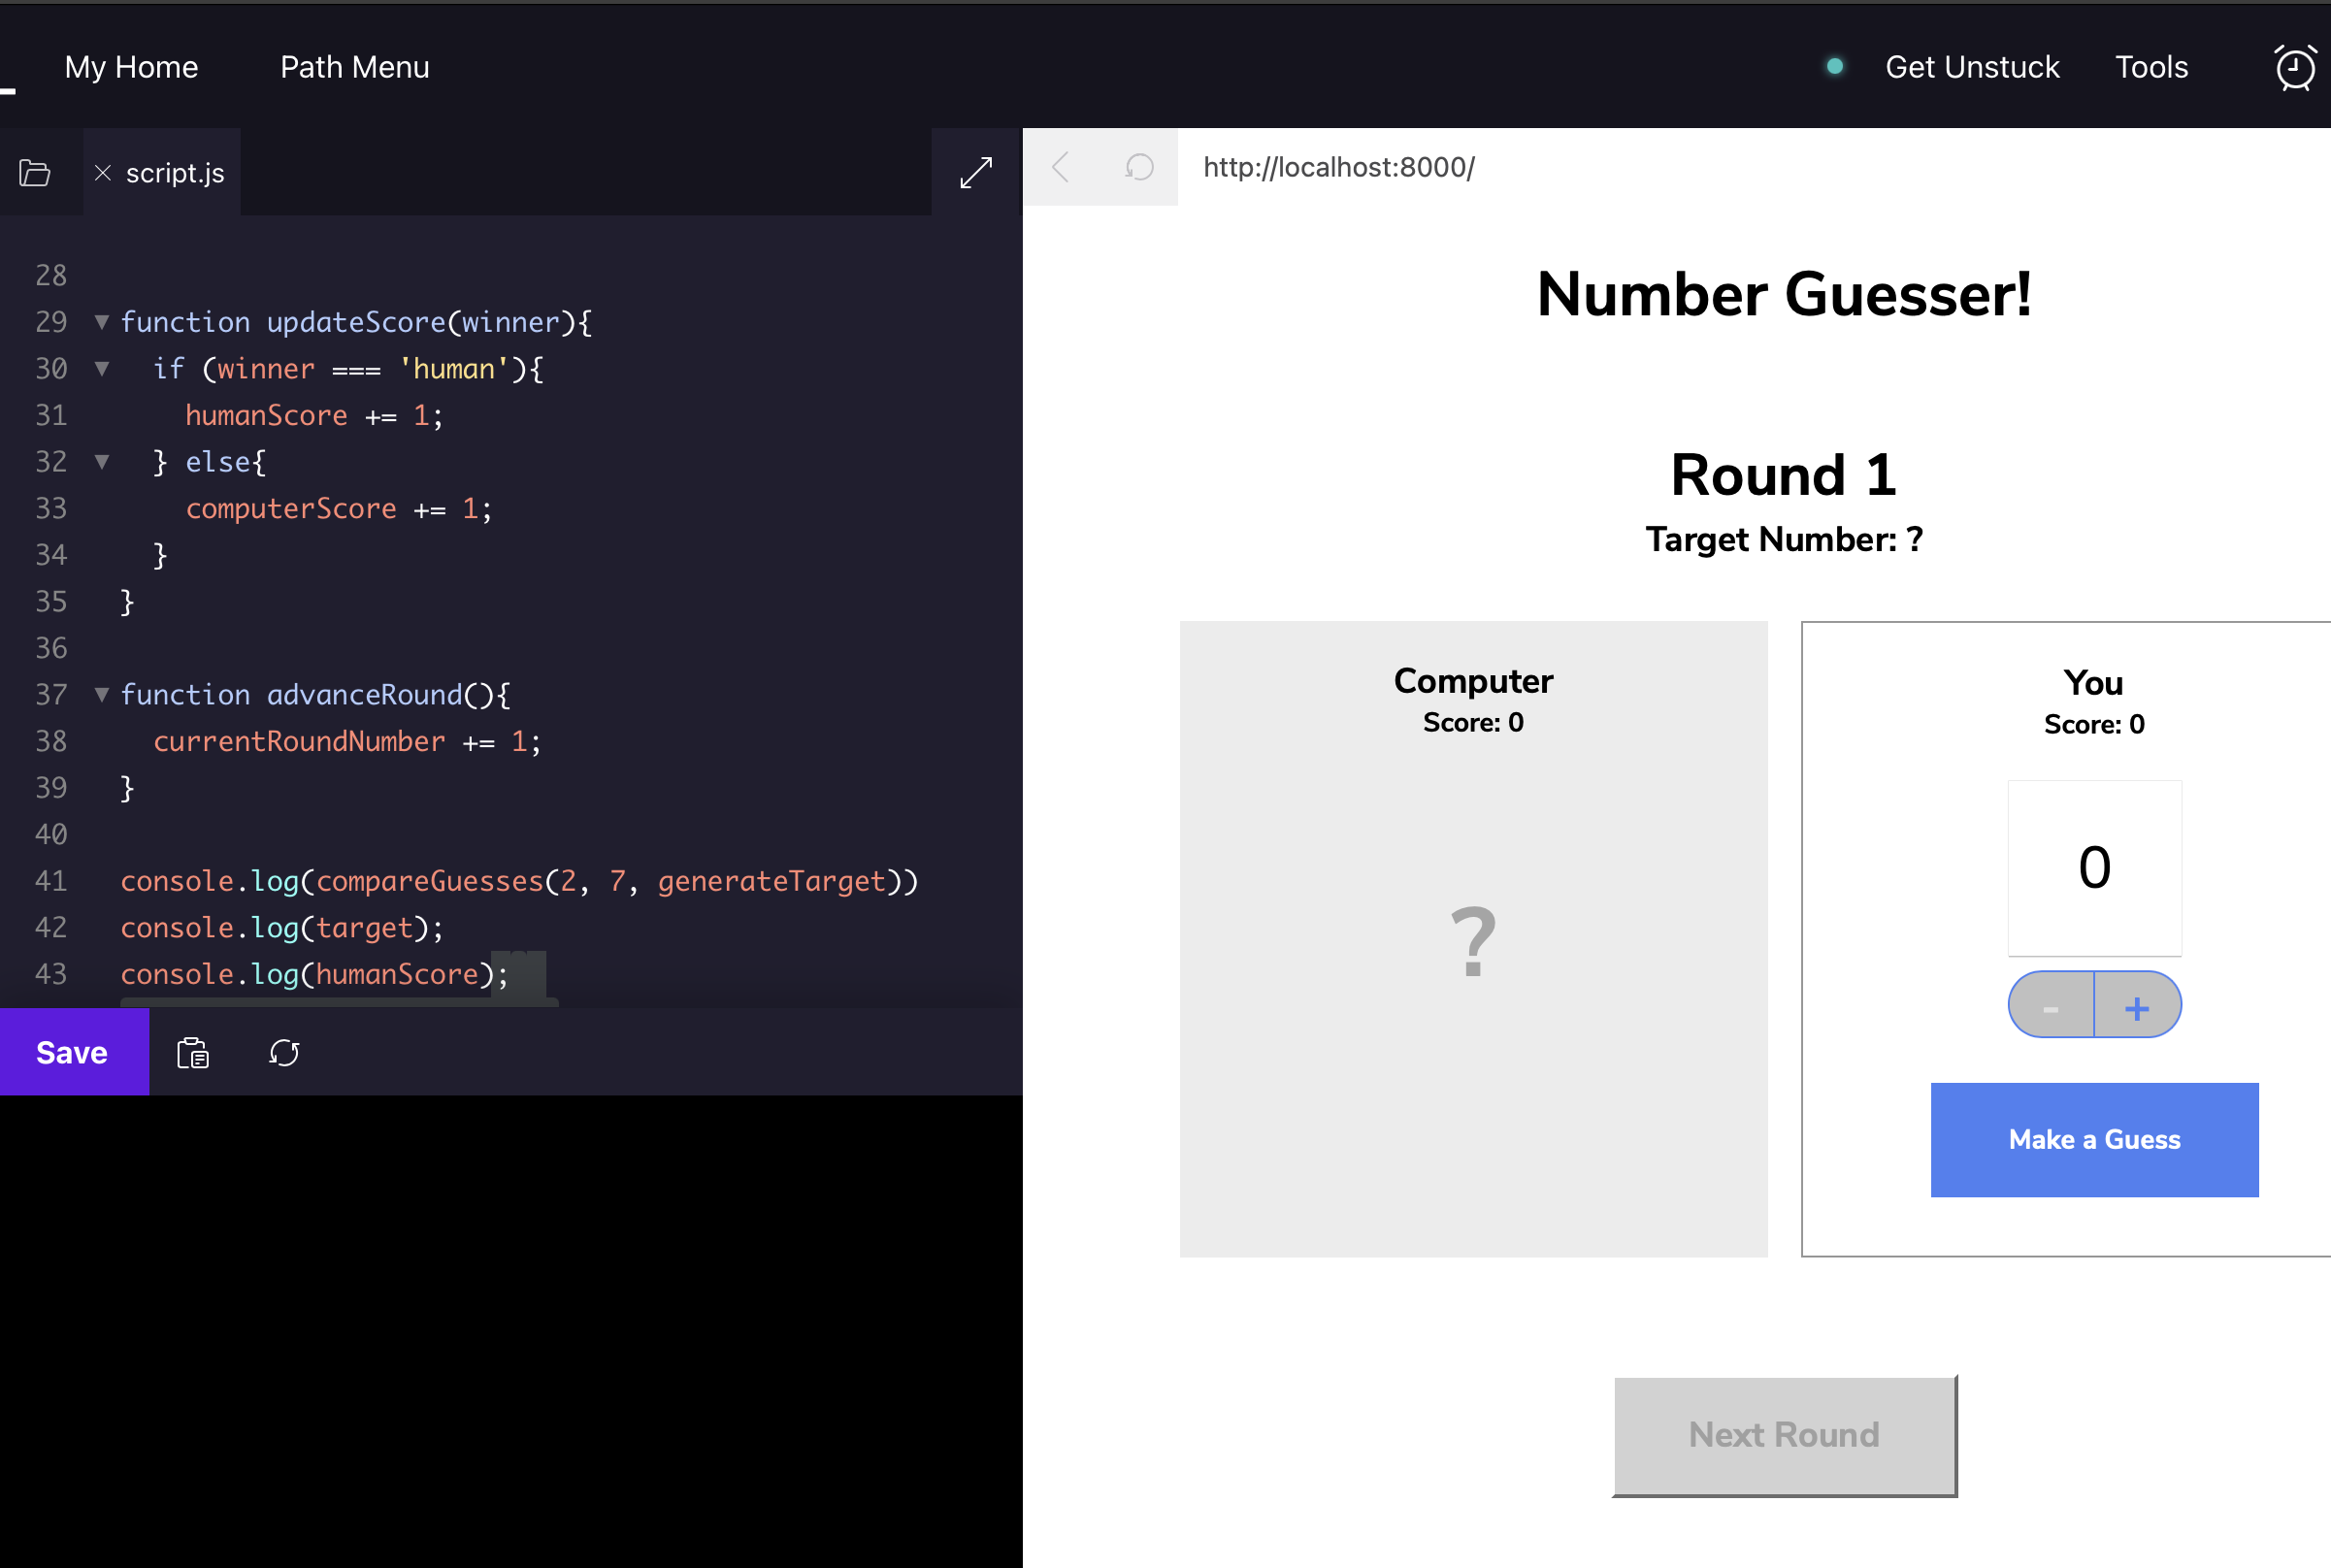 My Home Path Menu Get Unstuck Tools
script.js
http://localhost:8000/
28
29 function updateScore(winner){
30 if (winner === 'human'){
31 humanScore += 1;
32 } else{
33 computerScore += 1;
34 }
35 }
36
37 function advanceRound(){
38 currentRoundNumber += 1;
39 }
40
41 console.log(compareGuesses(2, 7, generateTarget))
42 console.log(target);
43 console.log(humanScore);
Save
Number Guesser!
Round 1
Target Number: ?
Computer
Score: 0
?
You
Score: 0
0
- +
Make a Guess
Next Round